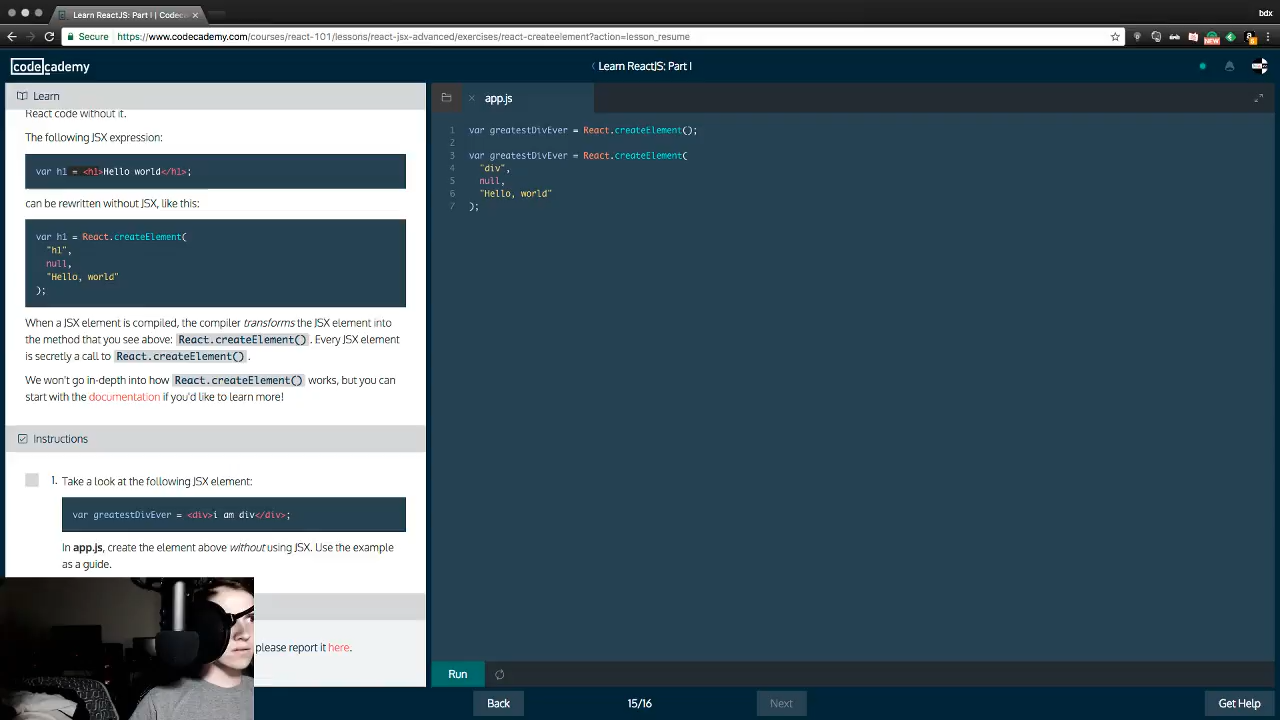 Learn ReactJS: Part I | Codec
bdx
Secure
https://www.codecademy.com/courses/react-101/lessons/react-jsx-advanced/exercises/react-createelement?action=lesson_resume
codecademy
Learn ReactJS: Part I
Learn
React code without it.
The following JSX expression:
var h1 = <h1>Hello world</h1>;
can be rewritten without JSX, like this:
var h1 = React.createElement(
"h1",
null,
"Hello, world"
);
When a JSX element is compiled, the compiler transforms the JSX element into
the method that you see above: React.createElement(). Every JSX element
is secretly a call to React.createElement().
We won't go in-depth into how React.createElement() works, but you can
start with the documentation if you'd like to learn more!
Instructions
1. Take a look at the following JSX element:
var greatestDivEver = <div>i am div</div>;
In app.js, create the element above without using JSX. Use the example
as a guide.
please report it here.
app.js
1 var greatestDivEver = React.createElement();
2
3 var greatestDivEver = React.createElement(
4 "div",
5 null,
6 "Hello, world"
7 );
Run
Back
15/16
Next
Get Help